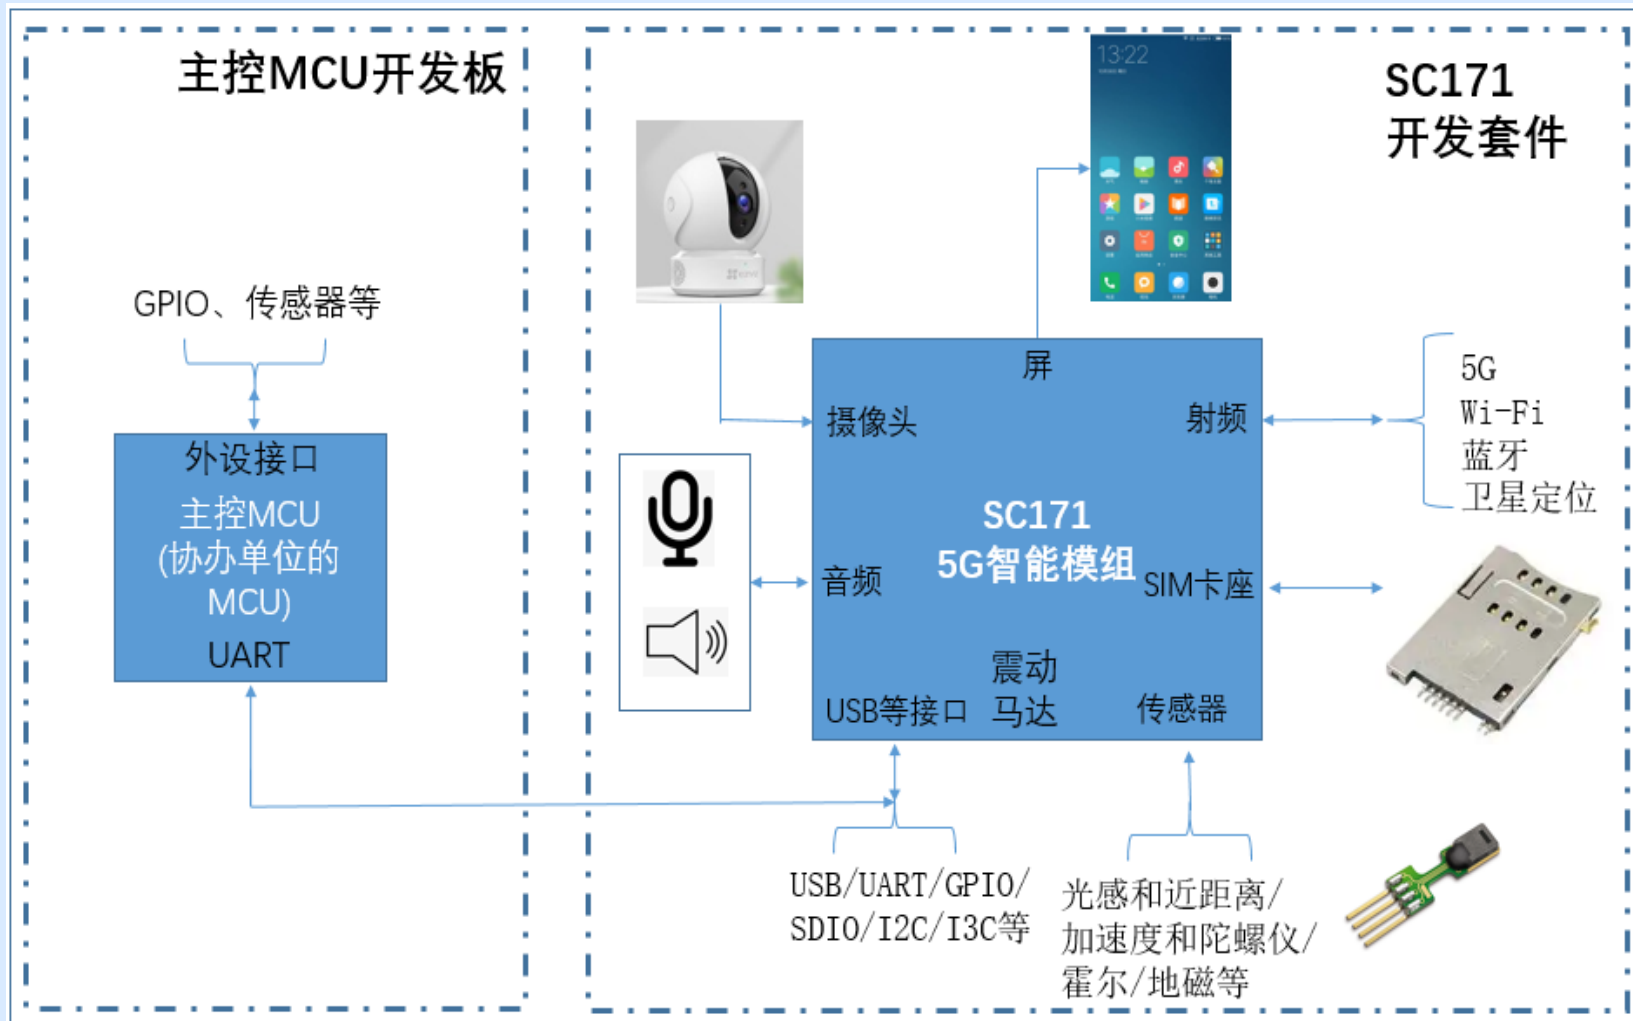 主控MCU开发板
GPIO、传感器等
外设接口
主控MCU
(协办单位的
MCU)
UART
SC171
开发套件
13:22
屏
摄像头
射频
5G
Wi-Fi
蓝牙
卫星定位
SC171
5G智能模组
音频
SIM卡座
震动
马达
USB等接口
传感器
USB/UART/GPIO/
SDIO/I2C/I3C等
光感和近距离/
加速度和陀螺仪/
霍尔/地磁等